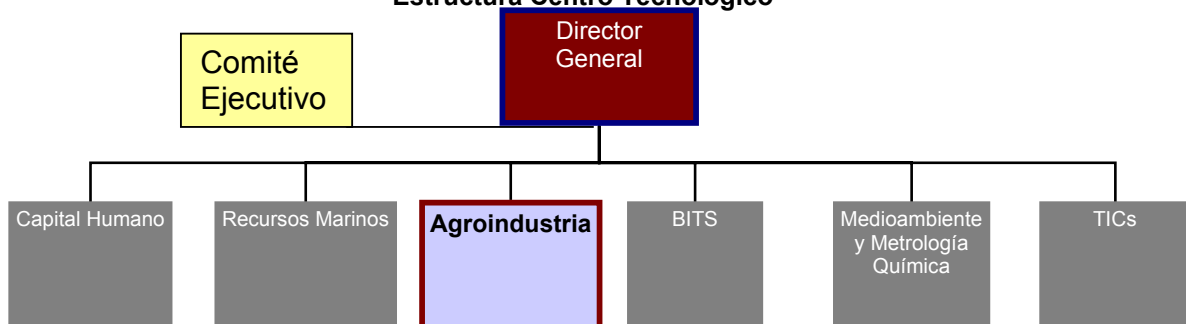 Estructura Centro Tecnológico
Director
General
Comité
Ejecutivo
Capital Humano
Recursos Marinos
Agroindustria
BITS
Medioambiente
y Metrología
Química
TICs